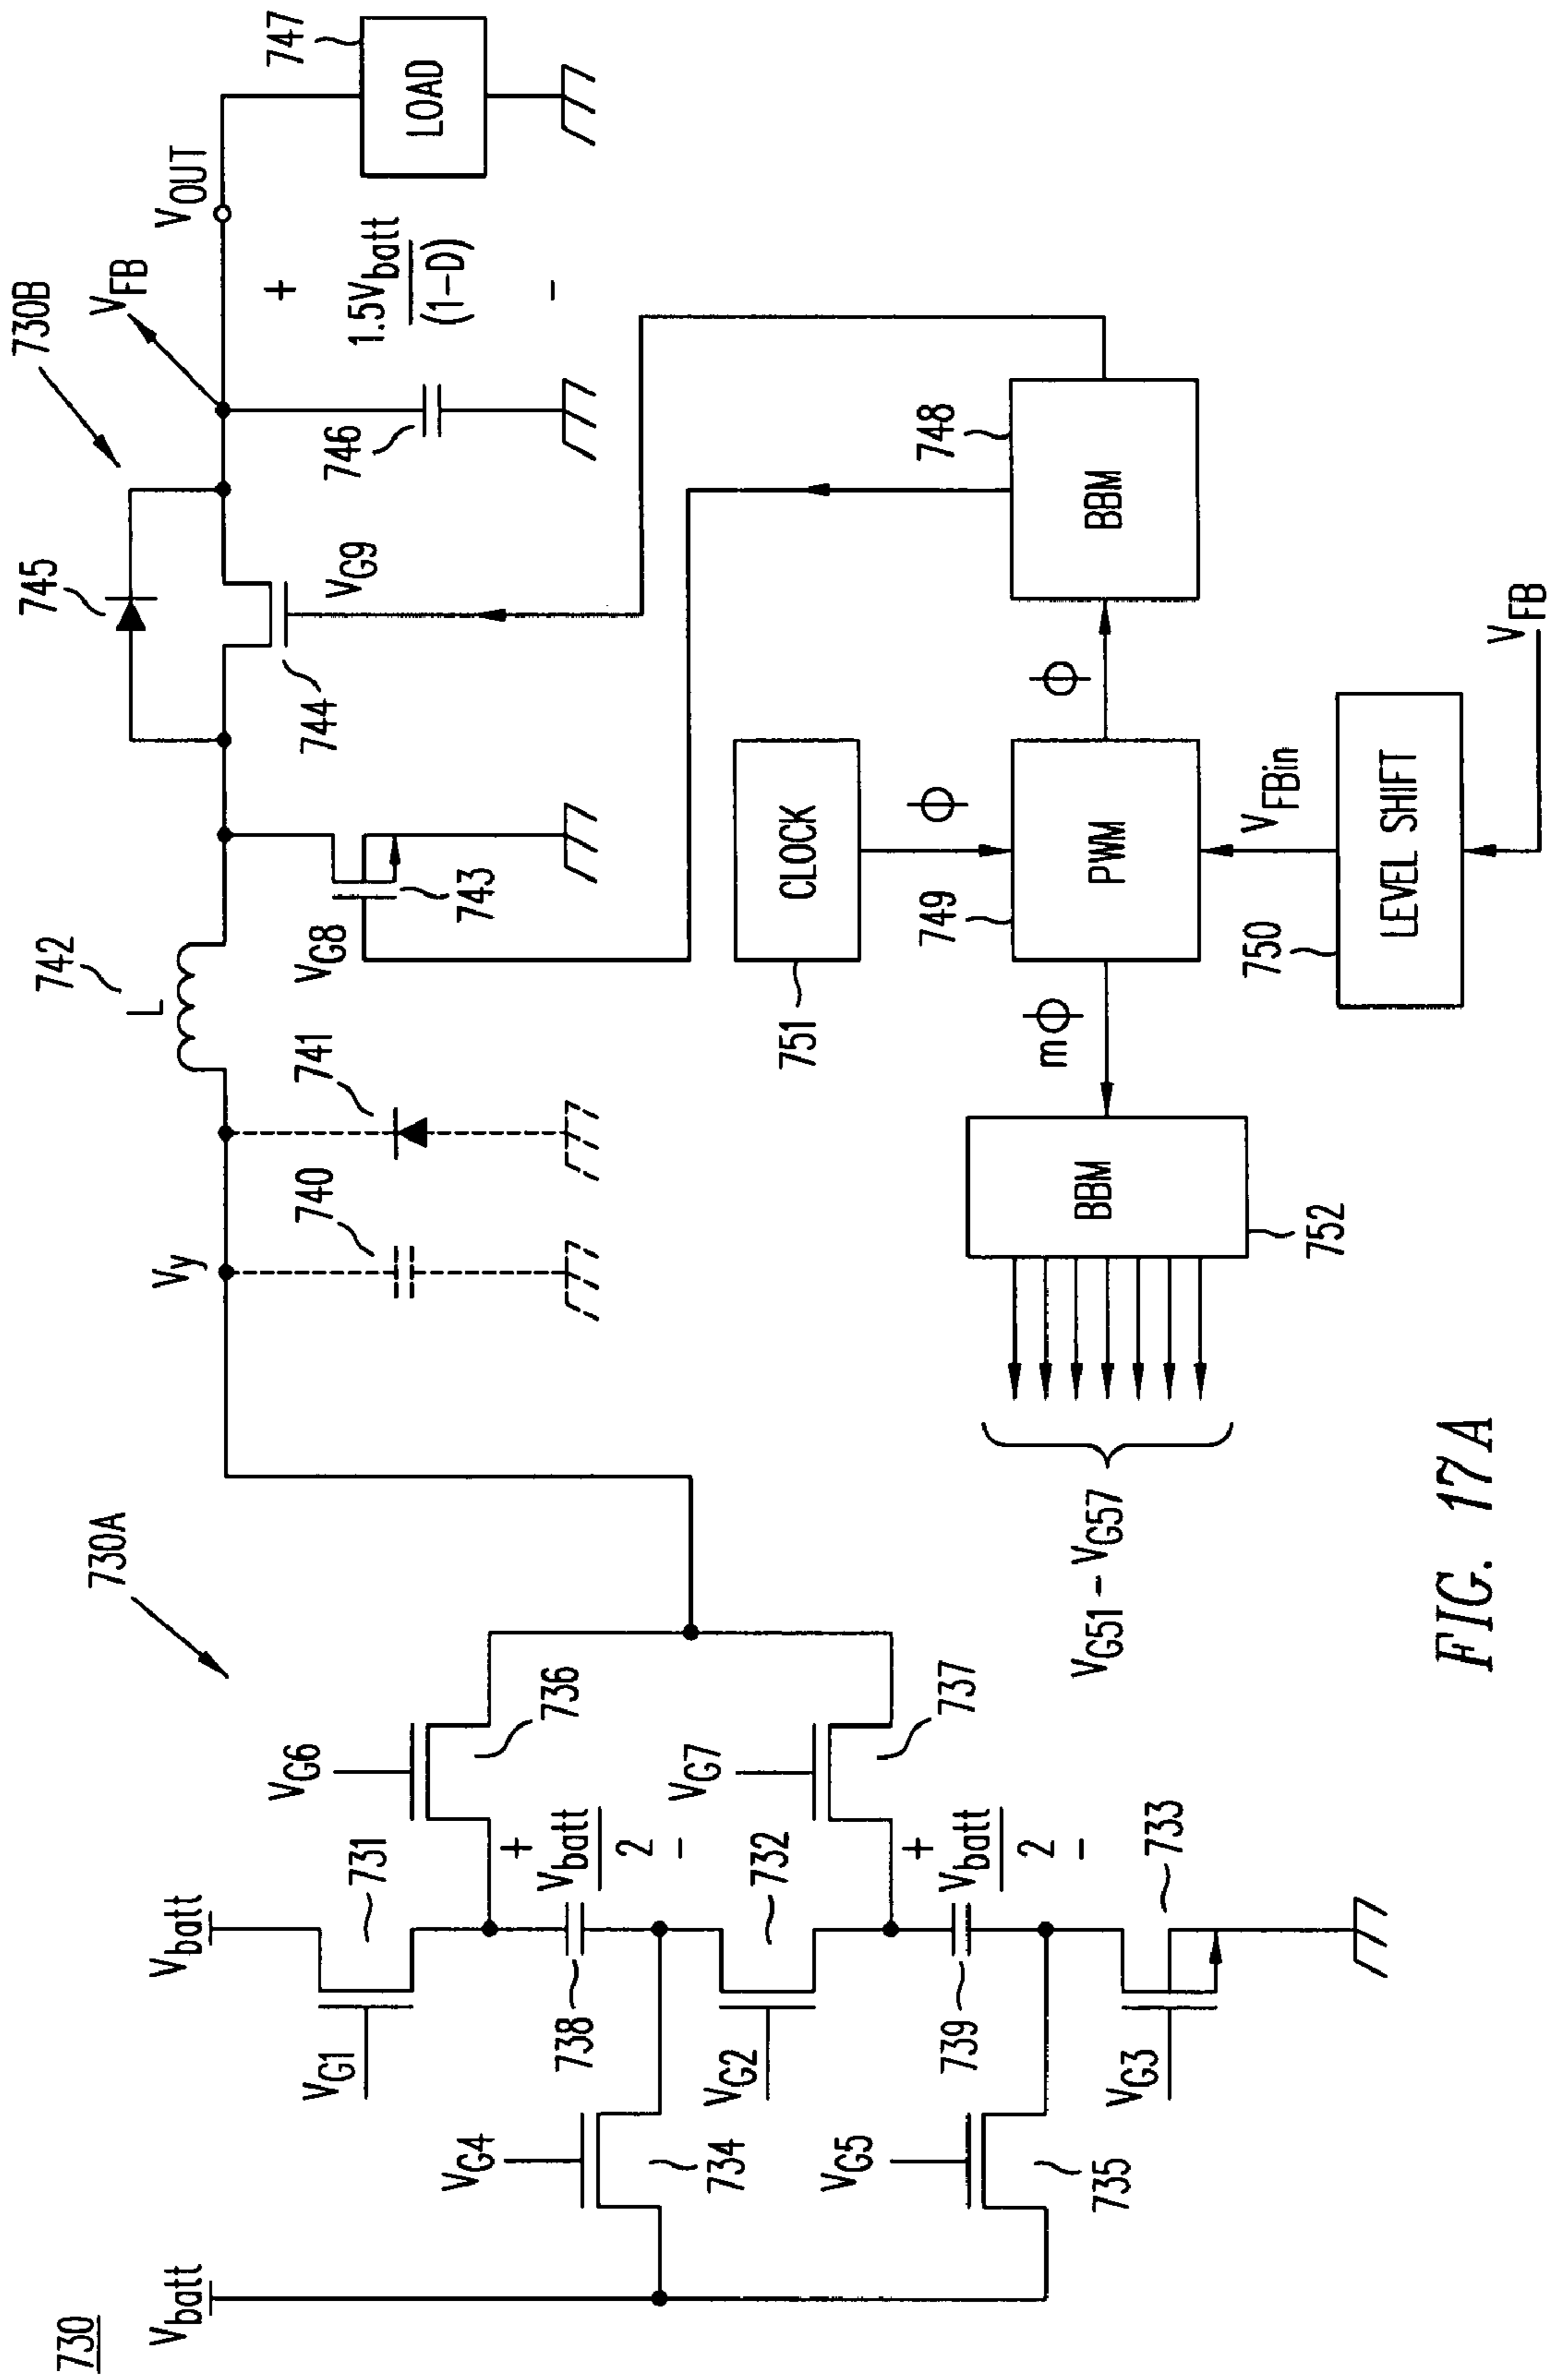 730
730A
730B
Vbatt
Vbatt
VG1
731
VG6
736
+
Vbatt
2
-
738
VG4
734
VG2
732
VG7
737
+
Vbatt
2
-
739
VG5
735
VG3
733
Vy
740
741
742
L
VG8
743
744
745
VG9
VFB
746
VOUT
+
1.5Vbatt
(1-D)
-
747
LOAD
CLOCK
751
ϕ
PWM
749
ϕ
BBM
748
mϕ
BBM
752
VG51 - VG57
VFBin
LEVEL SHIFT
750
VFB
FIG. 17A